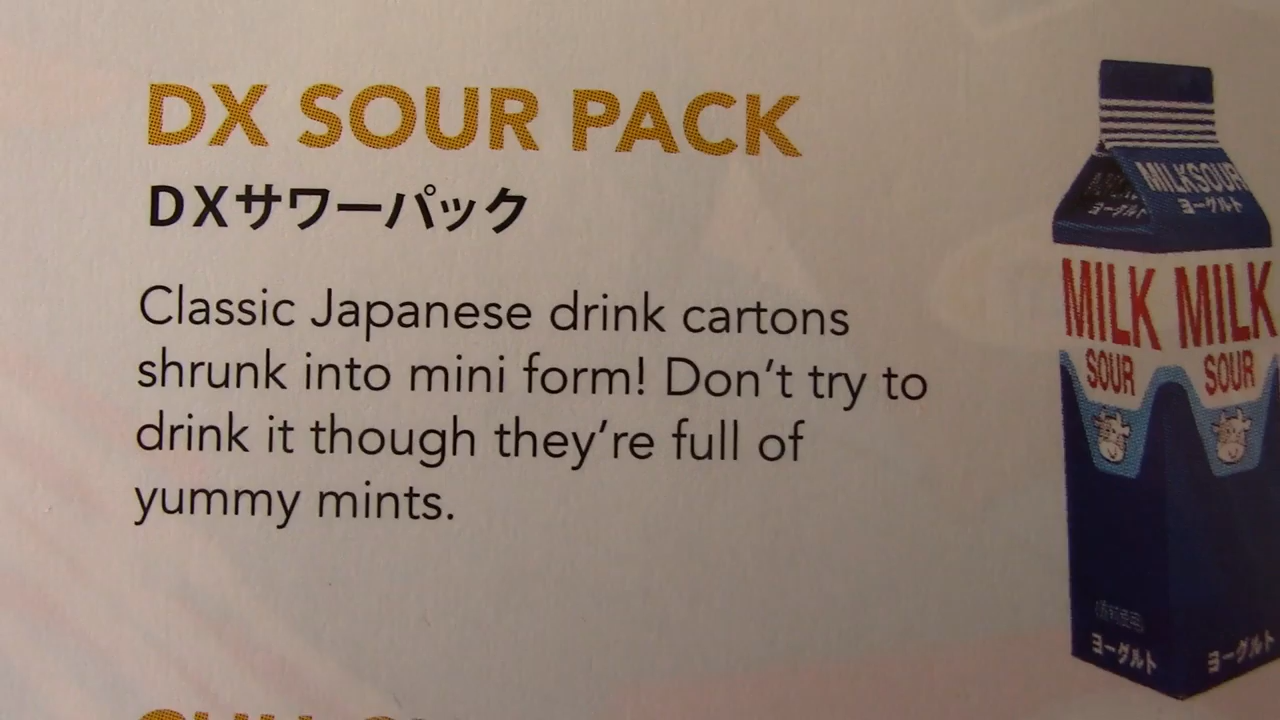 DX SOUR PACK
DXサワーパック
Classic Japanese drink cartons
shrunk into mini form! Don't try to
drink it though they're full of
yummy mints.
MILKSOUR
ヨーグルト
MILK MILK
SOUR SOUR
ヨーグルト ヨーグルト